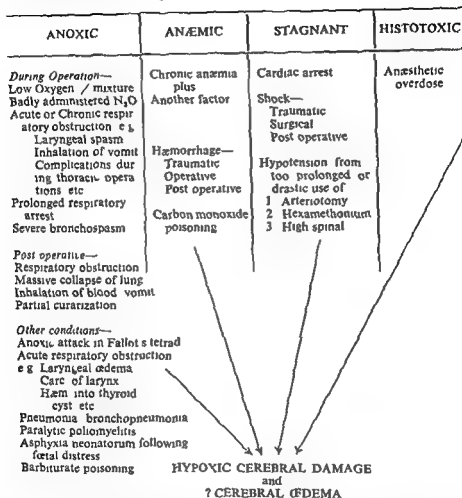 ANOXIC
During Operation—
Low Oxygen / mixture
Badly administered N₂O
Acute or Chronic respir
atory obstruction e g
Laryngeal spasm
Inhalation of vomit
Complications dur
ing thoracic opera
tions etc
Prolonged respiratory
arrest
Severe bronchospasm
Post operative—
Respiratory obstruction
Massive collapse of lung
Inhalation of blood vomit
Partial curarization
Other conditions—
Anoxic attack in Fallot s tetrad
Acute respiratory obstruction
e g Laryngeal œdema
Carc of larynx
Hæm into thyroid
cyst etc
Pneumonia bronchopneumonia
Paralytic poliomyelitis
Asphyxia neonatorum following
fœtal distress
Barbiturate poisoning
ANÆMIC
Chronic anæmia
plus
Another factor
Hæmorrhage—
Traumatic
Operative
Post operative
Carbon monoxide
poisoning
STAGNANT
Cardiac arrest
Shock—
Traumatic
Surgical
Post operative
Hypotension from
too prolonged or
drastic use of
1 Arteriotomy
2 Hexamethonium
3 High spinal
HISTOTOXIC
Anæsthetic
overdose
HYPOXIC CEREBRAL DAMAGE
and
? CEREBRAL ŒDEMA